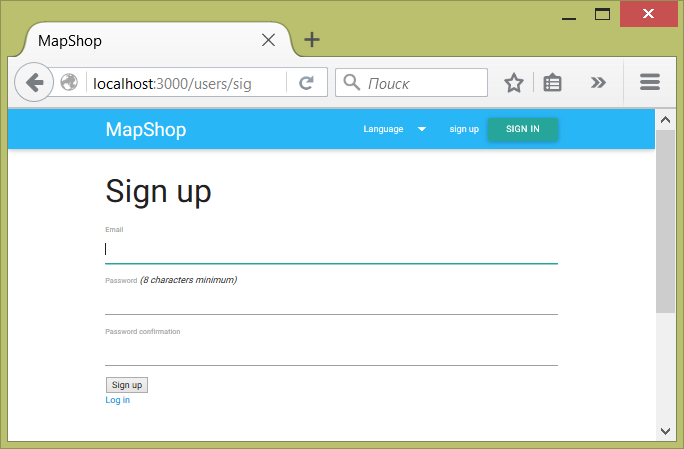 MapShop
localhost:3000/users/sig
Поиск
MapShop Language sign up SIGN IN
Sign up
Email
Password (8 characters minimum)
Password confirmation
Sign up
Log in